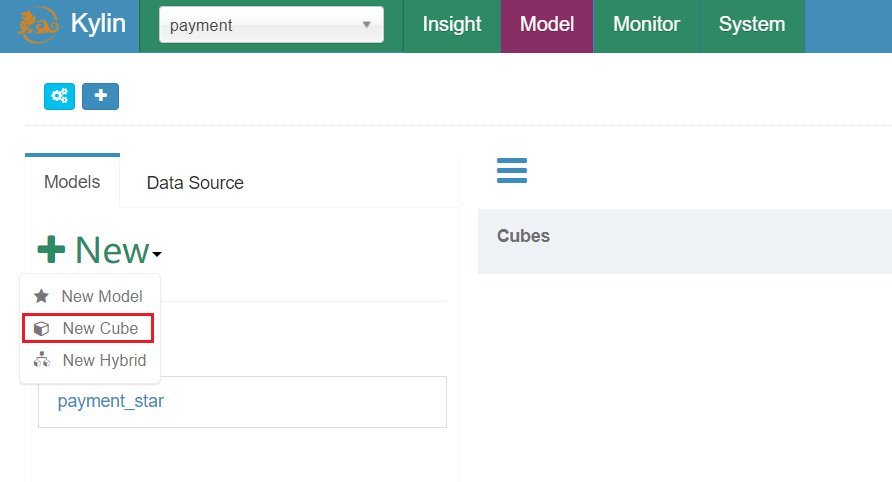 Kylin
payment
Insight
Model
Monitor
System
Models
Data Source
New
New Model
New Cube
New Hybrid
payment_star
Cubes